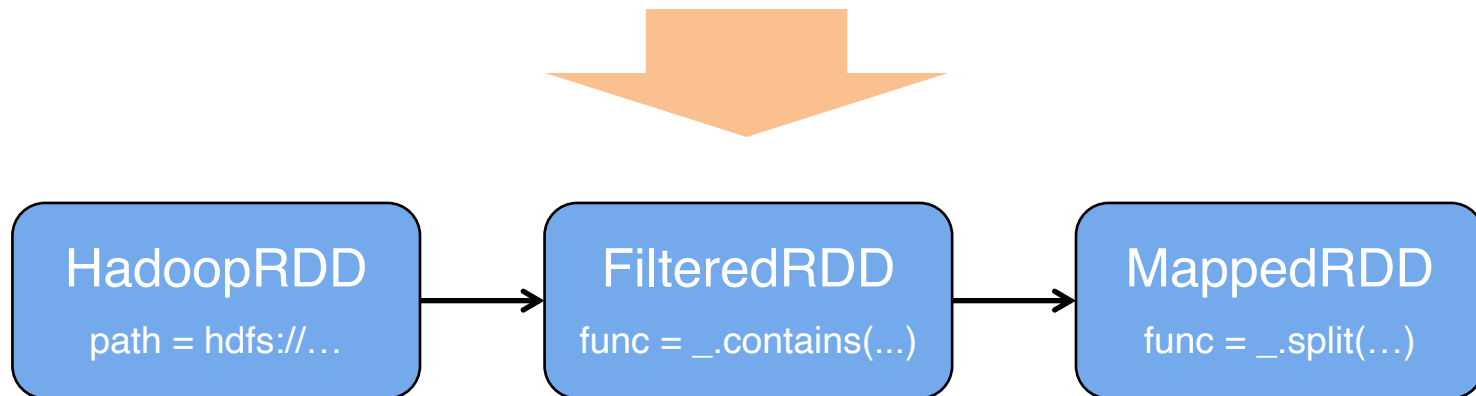 HadoopRDD
path = hdfs://…
FilteredRDD
func = _.contains(...)
MappedRDD
func = _.split(…)